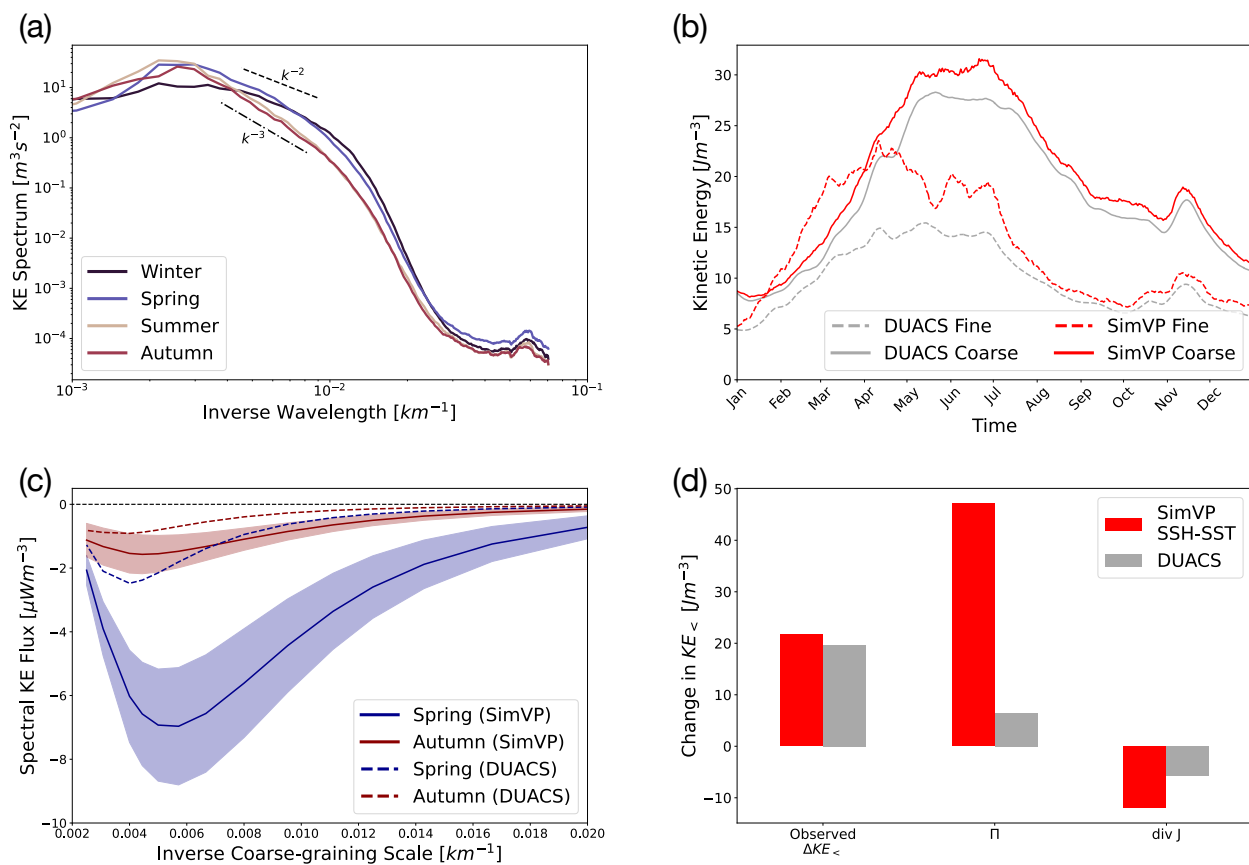 (a)
KE Spectrum [m³s⁻²]
10¹
10⁰
10⁻¹
10⁻²
10⁻³
10⁻⁴
k⁻²
k⁻³
Winter
Spring
Summer
Autumn
10⁻³
10⁻²
10⁻¹
Inverse Wavelength [km⁻¹]
(b)
Kinetic Energy [Jm⁻³]
30
25
20
15
10
5
0
DUACS Fine
DUACS Coarse
SimVP Fine
SimVP Coarse
Jan Feb Mar Apr May Jun Jul Aug Sep Oct Nov Dec
Time
(c)
Spectral KE Flux [μWm⁻³]
0
−2
−4
−6
−8
−10
Spring (SimVP)
Autumn (SimVP)
Spring (DUACS)
Autumn (DUACS)
0.002 0.004 0.006 0.008 0.010 0.012 0.014 0.016 0.018 0.020
Inverse Coarse-graining Scale [km⁻¹]
(d)
Change in KE< [Jm⁻³]
50
40
30
20
10
0
−10
SimVP
SSH-SST
DUACS
Observed
ΔKE<
Π
div J